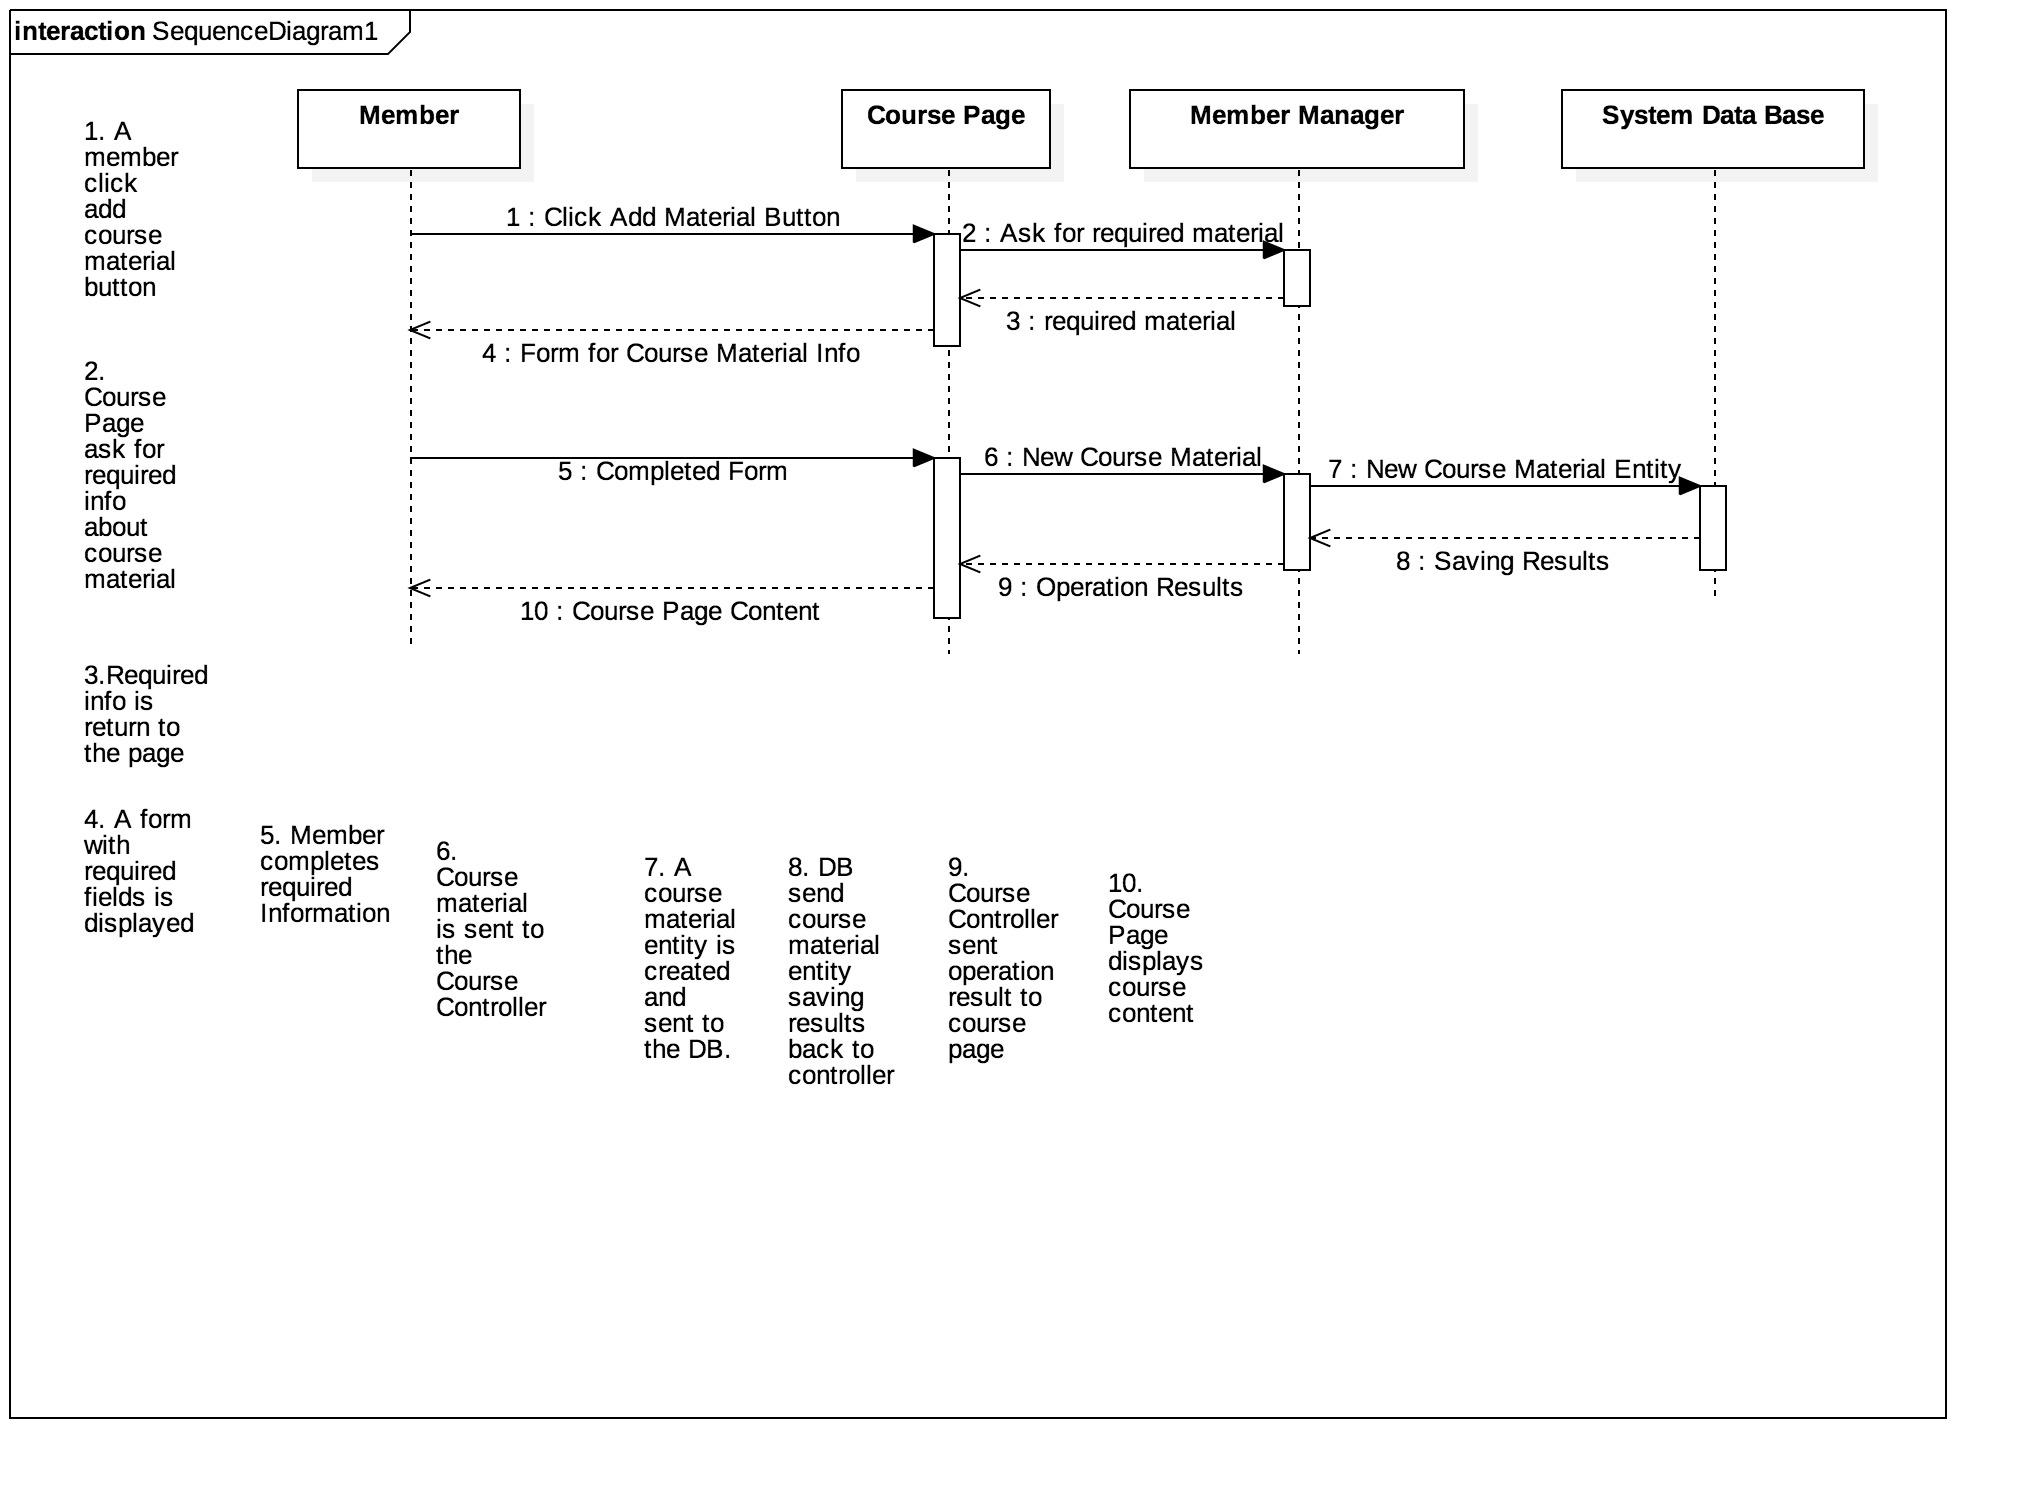 interaction SequenceDiagram1
Member
Course Page
Member Manager
System Data Base
1 : Click Add Material Button
2 : Ask for required material
3 : required material
4 : Form for Course Material Info
5 : Completed Form
6 : New Course Material
7 : New Course Material Entity
8 : Saving Results
9 : Operation Results
10 : Course Page Content
1. A
member
click
add
course
material
button
2.
Course
Page
ask for
required
info
about
course
material
3.Required
info is
return to
the page
4. A form
with
required
fields is
displayed
5. Member
completes
required
Information
6.
Course
material
is sent to
the
Course
Controller
7. A
course
material
entity is
created
and
sent to
the DB.
8. DB
send
course
material
entity
saving
results
back to
controller
9.
Course
Controller
sent
operation
result to
course
page
10.
Course
Page
displays
course
content